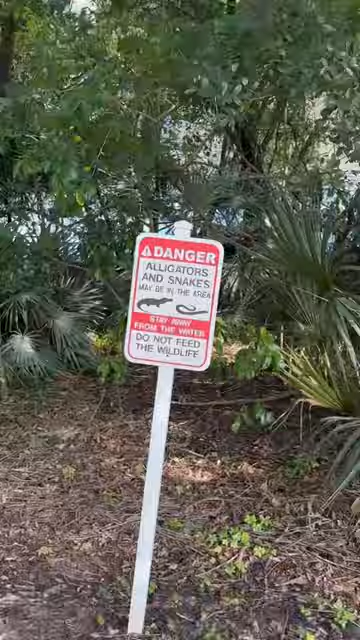 DANGER
ALLIGATORS
AND SNAKES
MAY BE IN THE AREA
STAY AWAY
FROM THE WATER
DO NOT FEED
THE WILDLIFE